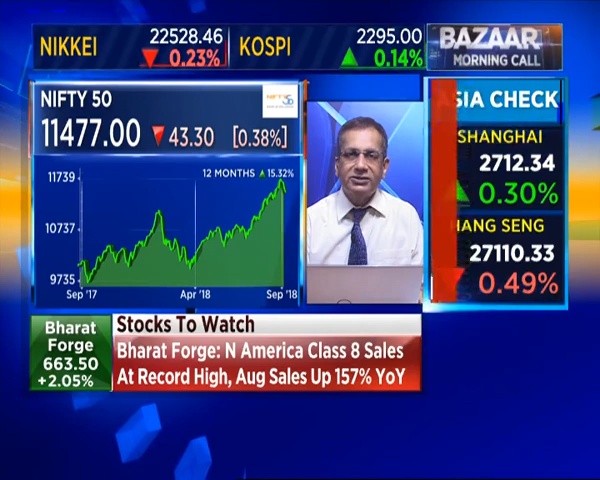 NIKKEI
22528.46
0.23%
KOSPI
2295.00
0.14%
BAZAAR
MORNING CALL
NIFTY 50
11477.00
43.30
[0.38%]
12 MONTHS
15.32%
11739
10737
9735
Sep '17
Apr '18
Sep '18
SIA CHECK
SHANGHAI
2712.34
0.30%
HANG SENG
27110.33
0.49%
Bharat
Forge
663.50
+2.05%
Stocks To Watch
Bharat Forge: N America Class 8 Sales
At Record High, Aug Sales Up 157% YoY